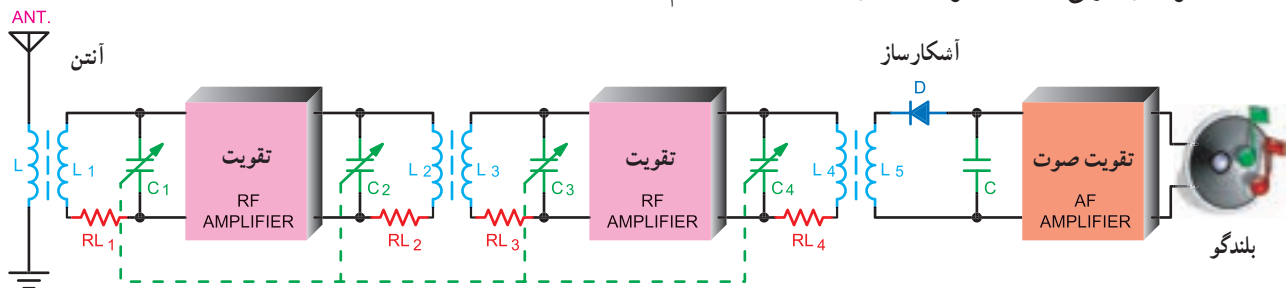 ANT.
آنتن
آشکارساز
D
L
L 1
C 1
RL 1
تقویت
RF
AMPLIFIER
C 2
RL 2
L 2
L 3
RL 3
C 3
تقویت
RF
AMPLIFIER
C 4
RL 4
L 4
L 5
C
تقویت صوت
AF
AMPLIFIER
بلندگو